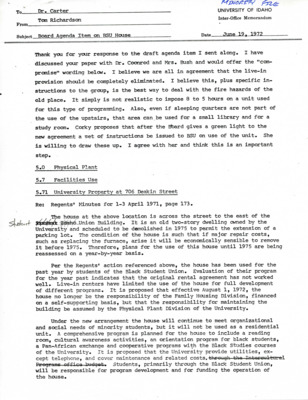 MONROE'S FILE
UNIVERSITY OF IDAHO
Inter-Office Memorandum
To Dr. Carter
From Tom Richardson
Subject Board Agenda Item on BSU House Date June 19, 1972
Thank you for your response to the draft agenda item I sent along. I have
discussed your paper with Dr. Coonrod and Mrs. Bush and would offer the "com-
promise" wording below. I believe we are all in agreement that the live-in
provision should be completely eliminated. I believe this, plus specific in-
structions to the group, is the best way to deal with the fire hazards of the
old place. It simply is not realistic to impose 8 to 5 hours on a unit used
for this type of programming. Also, even if sleeping quarters are not part of
the use of the upstairs, that area can be used for a small library and for a
study room. Corky proposes that after the Board gives a green light to the
new agreement a set of instructions be issued to BSU on use of the unit. She
is willing to draw these up. I agree with her and think this is an important
step.
5.0 Physical Plant
5.7 Facilities Use
5.71 University Property at 706 Deakin Street
Re: Regents' Minutes for 1-3 April 1971, page 173.
The house at the above location is across the street to the east of the
Student Union Building. It is an old two-story dwelling owned by the
University and scheduled to be demolished in 1975 to permit the extension of a
parking lot. The condition of the house is such that if major repair costs,
such as replacing the furnace, arise it will be economically sensible to remove
it before 1975. Therefore, plans for the use of this house until 1975 are being
reassessed on a year-by-year basis.
Per the Regents' action referenced above, the house has been used for the
past year by students of the Black Student Union. Evaluation of their program
for the year past indicates that the original rental agreement has not worked
well. Live-in renters have limited the use of the house for full development
of different programs. It is proposed that effective August 1, 1972, the
house no longer be the responsibility of the Family Housing Division, financed
on a self-supporting basis, but that the responsibility for maintaining the
building be assumed by the Physical Plant Division of the University.
Under the new arrangement the house will continue to meet organizational
and social needs of minority students, but it will not be used as a residential
unit. A comprehensive program is planned for the house to include a reading
room, cultural awareness activities, an orientation program for black students,
a Pan-African exchange and cooperative programs with the Black Studies courses
of the University. It is proposed that the University provide utilities, ex-
cept telephone, and cover maintenance and related costs through the Intercultural
Program office budget. Students, primarily through the Black Student Union,
will be responsible for program development and for funding the operation of
the house.